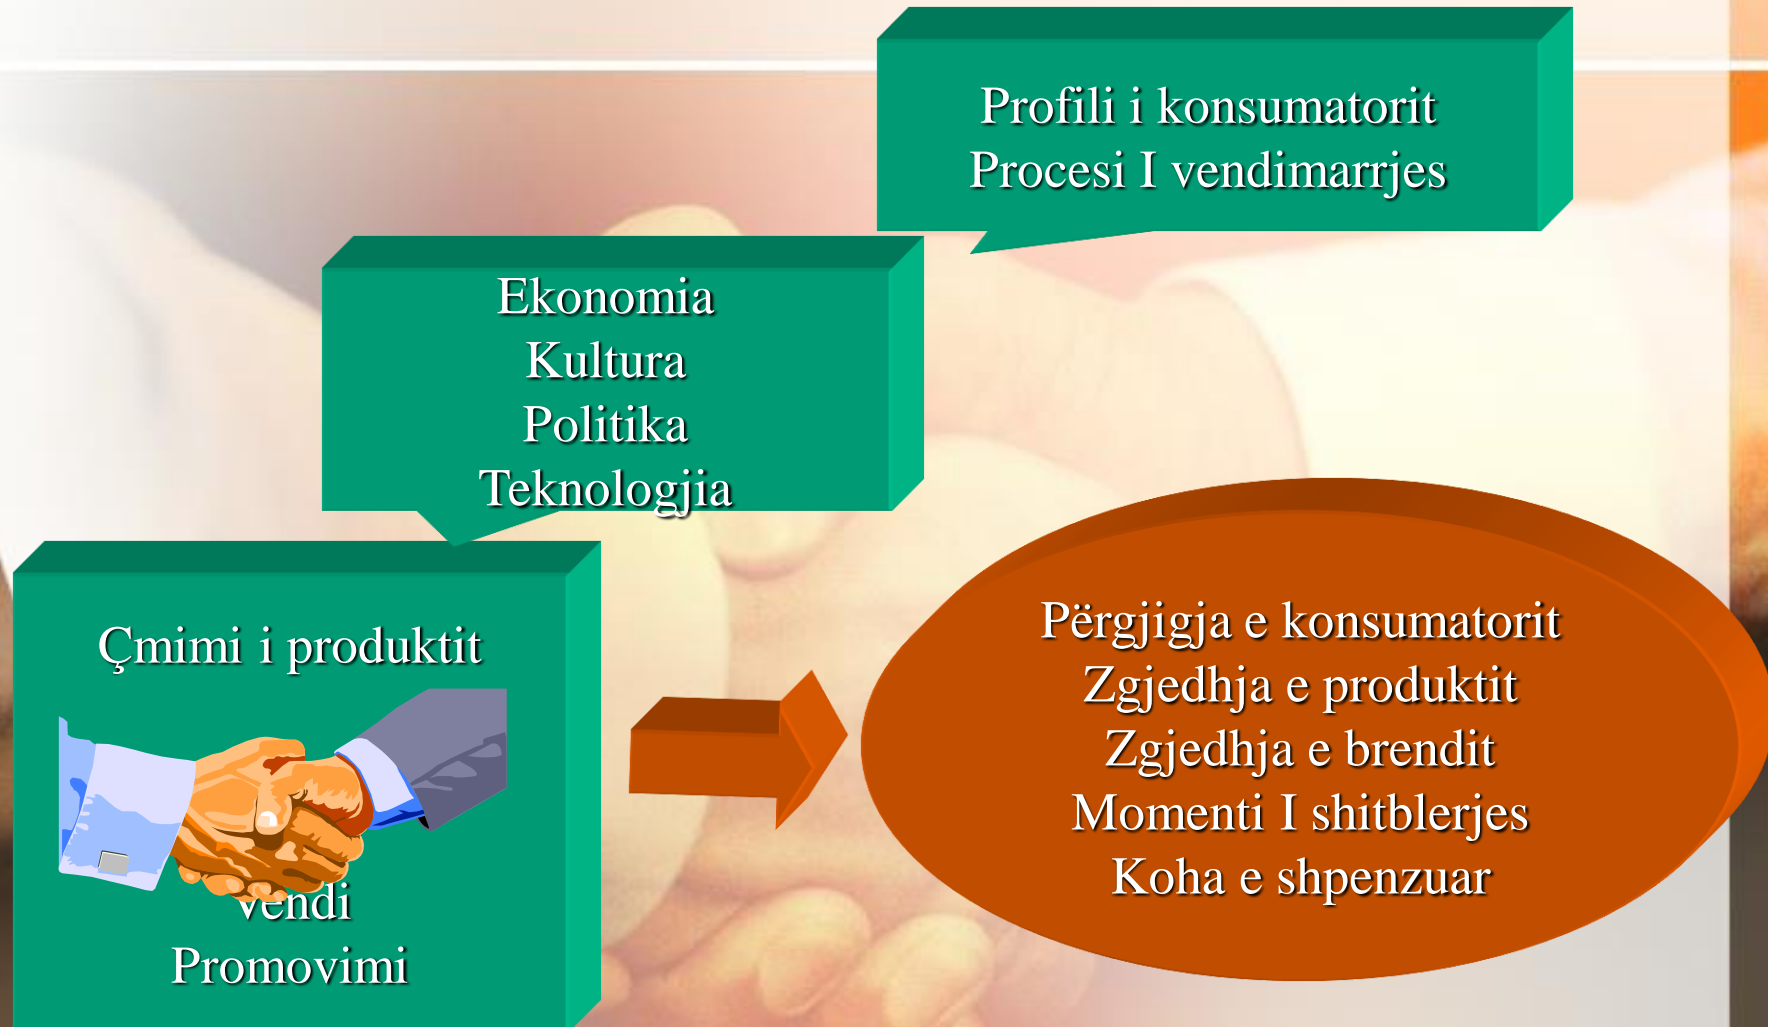 Profili i konsumatorit
Procesi I vendimarrjes
Ekonomia
Kultura
Politika
Teknologjia
Çmimi i produktit
Vendi
Promovimi
Përgjigja e konsumatorit
Zgjedhja e produktit
Zgjedhja e brendit
Momenti I shitblerjes
Koha e shpenzuar